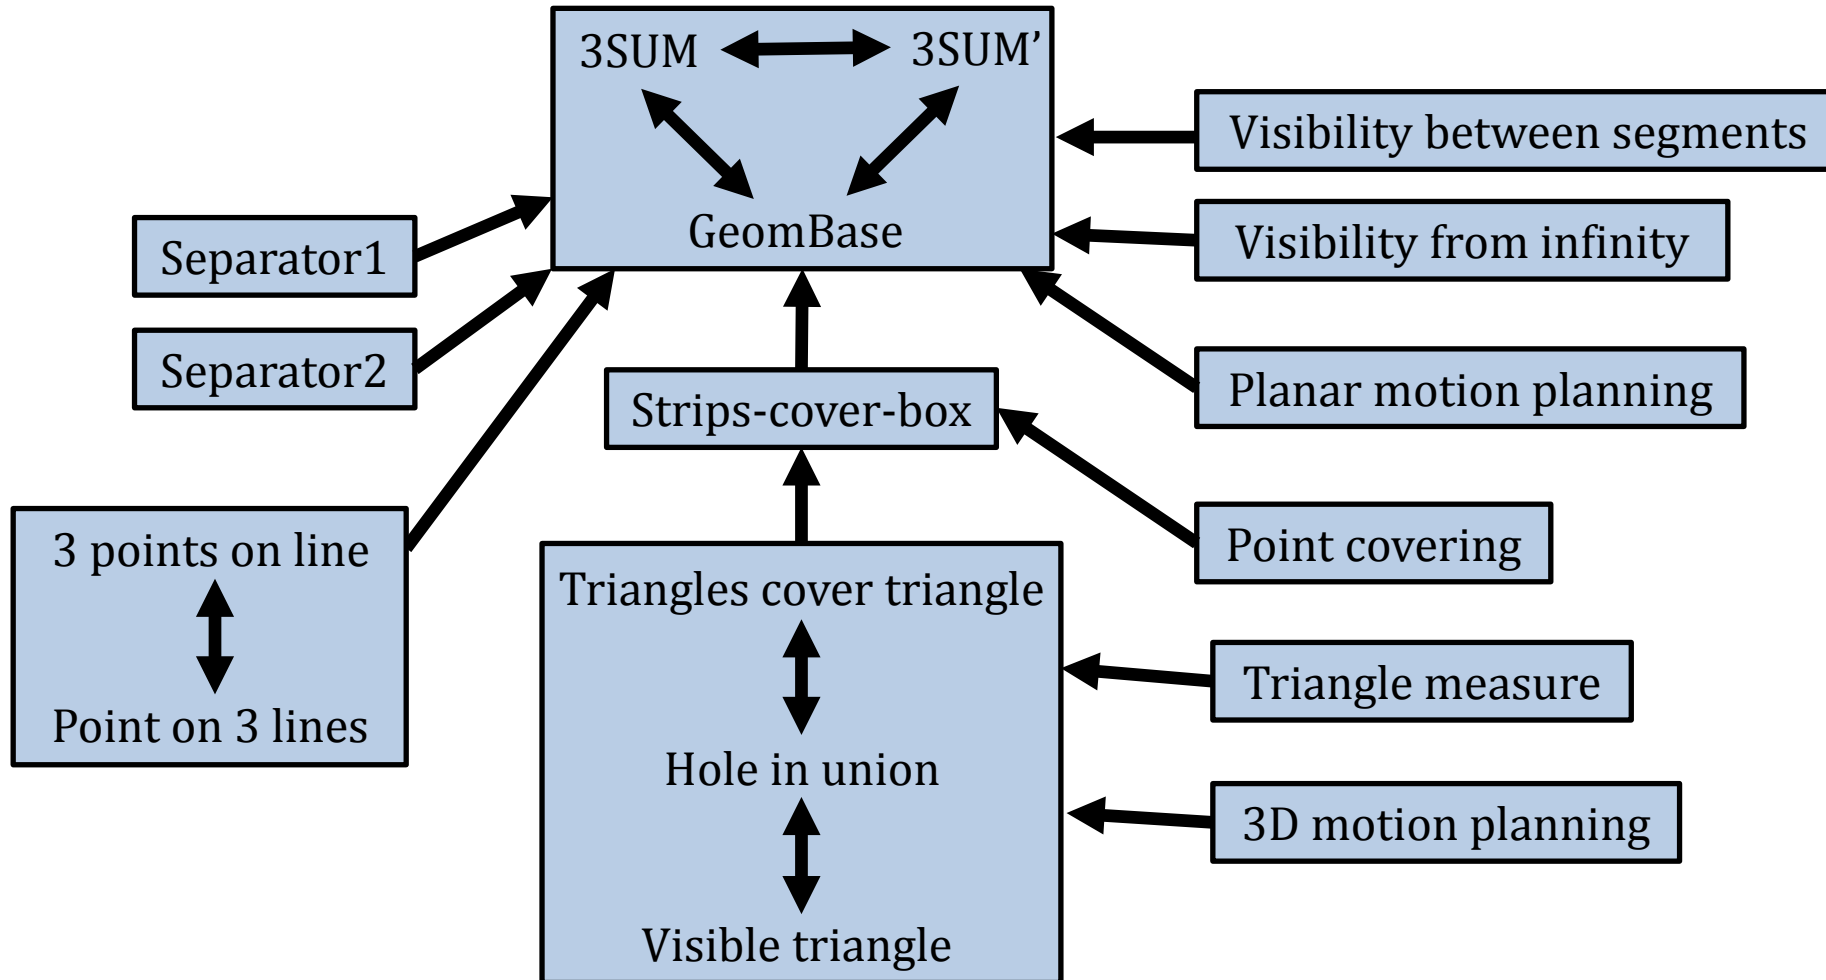 3SUM
3SUM’
GeomBase
Visibility between segments
Visibility from infinity
Separator1
Separator2
Planar motion planning
Strips-cover-box
3 points on line
Point on 3 lines
Point covering
Triangles cover triangle
Hole in union
Visible triangle
Triangle measure
3D motion planning